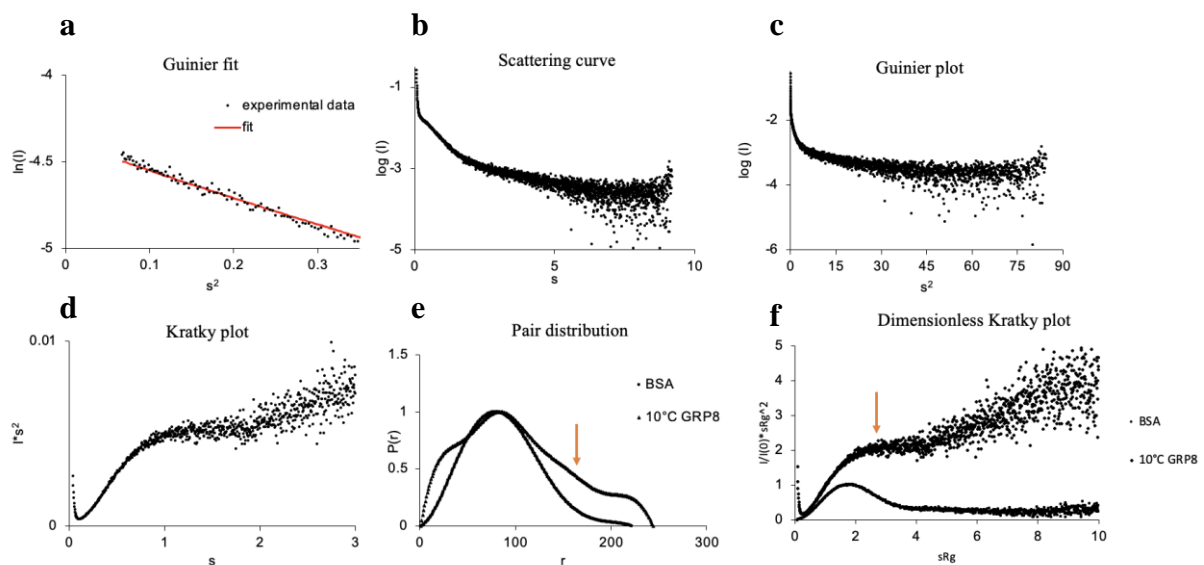 a
Guinier fit
-4
-4.5
-5
ln(I)
experimental data
fit
0
0.1
0.2
0.3
s²
b
Scattering curve
-1
-3
-5
log (I)
0
5
10
s
c
Guinier plot
-2
-4
-6
log (I)
0
15
30
45
60
75
90
s²
d
Kratky plot
0.01
0
I*s²
0
1
2
3
s
e
Pair distribution
1.5
1
0.5
0
P(r)
BSA
10°C GRP8
0
100
200
300
r
f
Dimensionless Kratky plot
5
4
3
2
1
0
I/I(0)*sRg^2
BSA
10°C GRP8
0
2
4
6
8
10
sRg